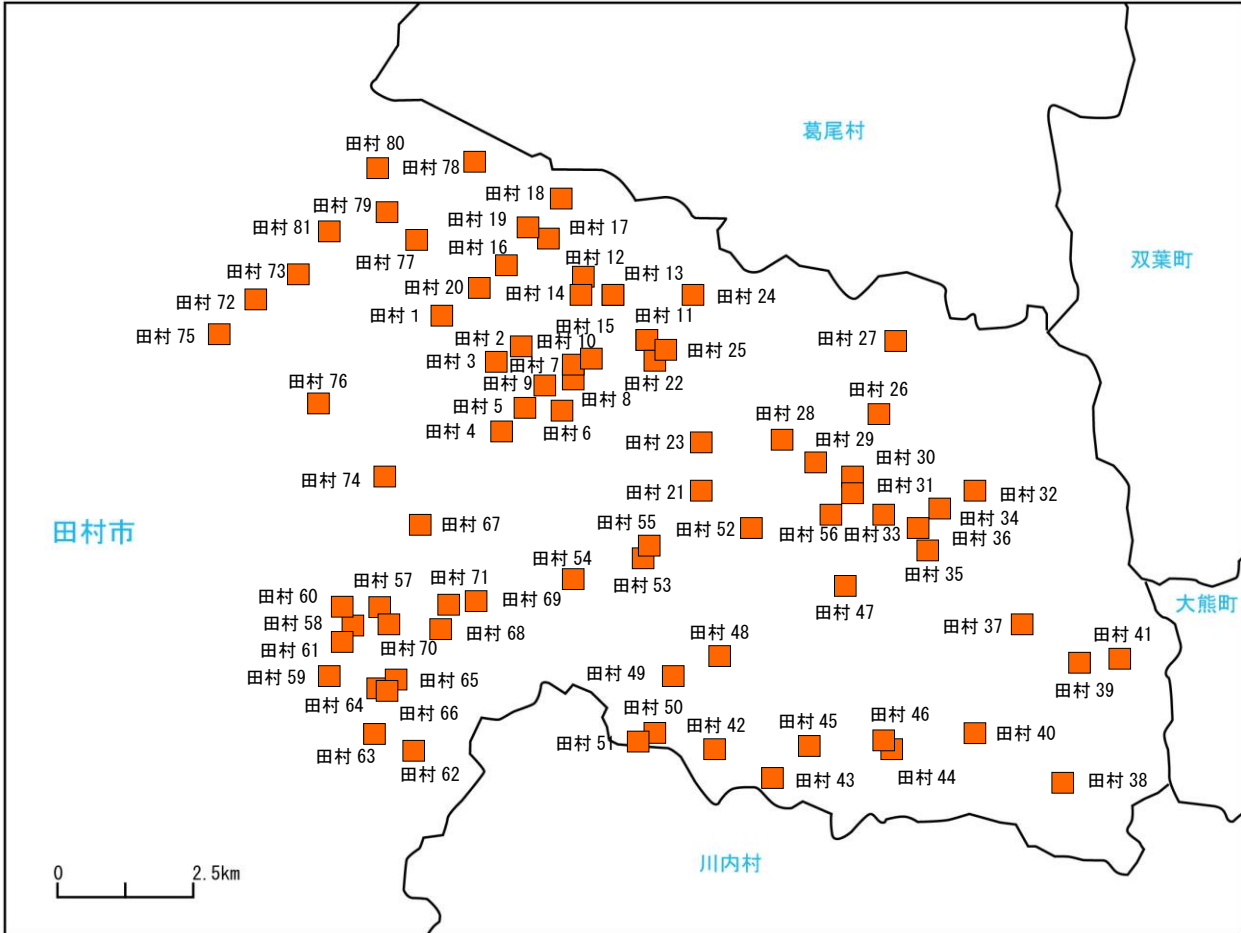 葛尾村
田村 80
田村 78
田村 18
田村 79
田村 19
田村 17
田村 81
田村 77
田村 16
田村 12
双葉町
田村 73
田村 20
田村 14
田村 13
田村 24
田村 72
田村 1
田村 15
田村 11
田村 75
田村 2
田村 10
田村 25
田村 27
田村 3
田村 7
田村 22
田村 76
田村 9
田村 8
田村 26
田村 5
田村 6
田村 4
田村 28
田村 23
田村 29
田村 30
田村 74
田村 21
田村 31
田村 32
田村市
田村 67
田村 55
田村 52
田村 56
田村 33
田村 34
田村 36
田村 54
田村 53
田村 35
田村 57
田村 71
田村 60
田村 69
田村 47
大熊町
田村 58
田村 68
田村 37
田村 61
田村 70
田村 48
田村 41
田村 59
田村 65
田村 49
田村 39
田村 64
田村 66
田村 50
田村 42
田村 45
田村 46
田村 40
田村 51
田村 63
田村 62
田村 43
田村 44
田村 38
川内村
0
2.5km